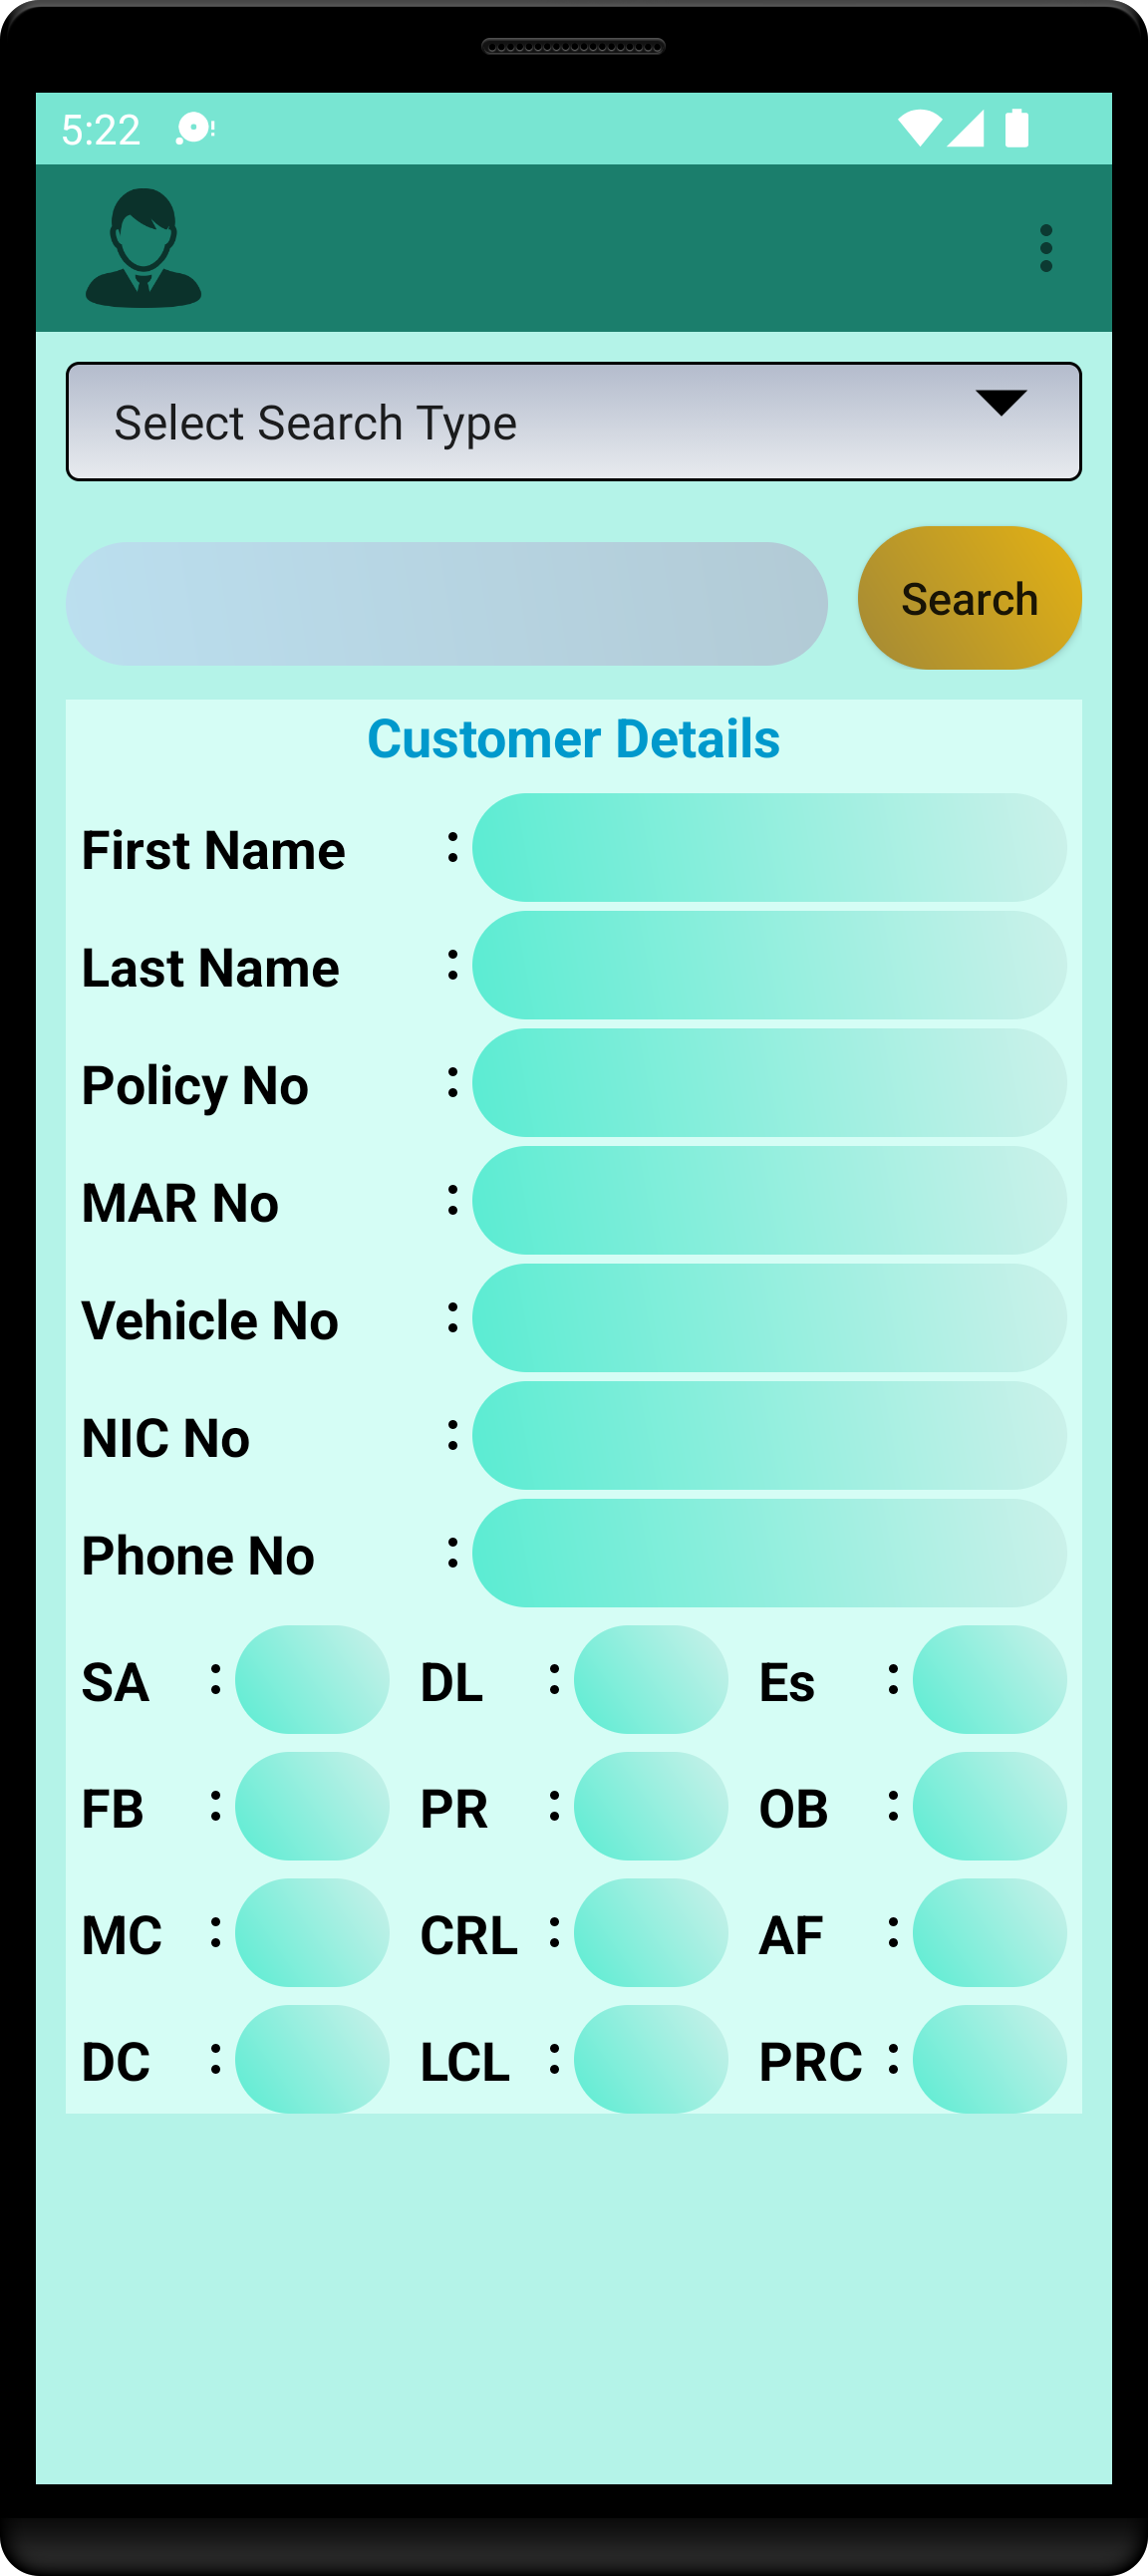 5:22
Select Search Type
Search
Customer Details
First Name :
Last Name :
Policy No :
MAR No :
Vehicle No :
NIC No :
Phone No :
SA : DL : Es :
FB : PR : OB :
MC : CRL : AF :
DC : LCL : PRC :